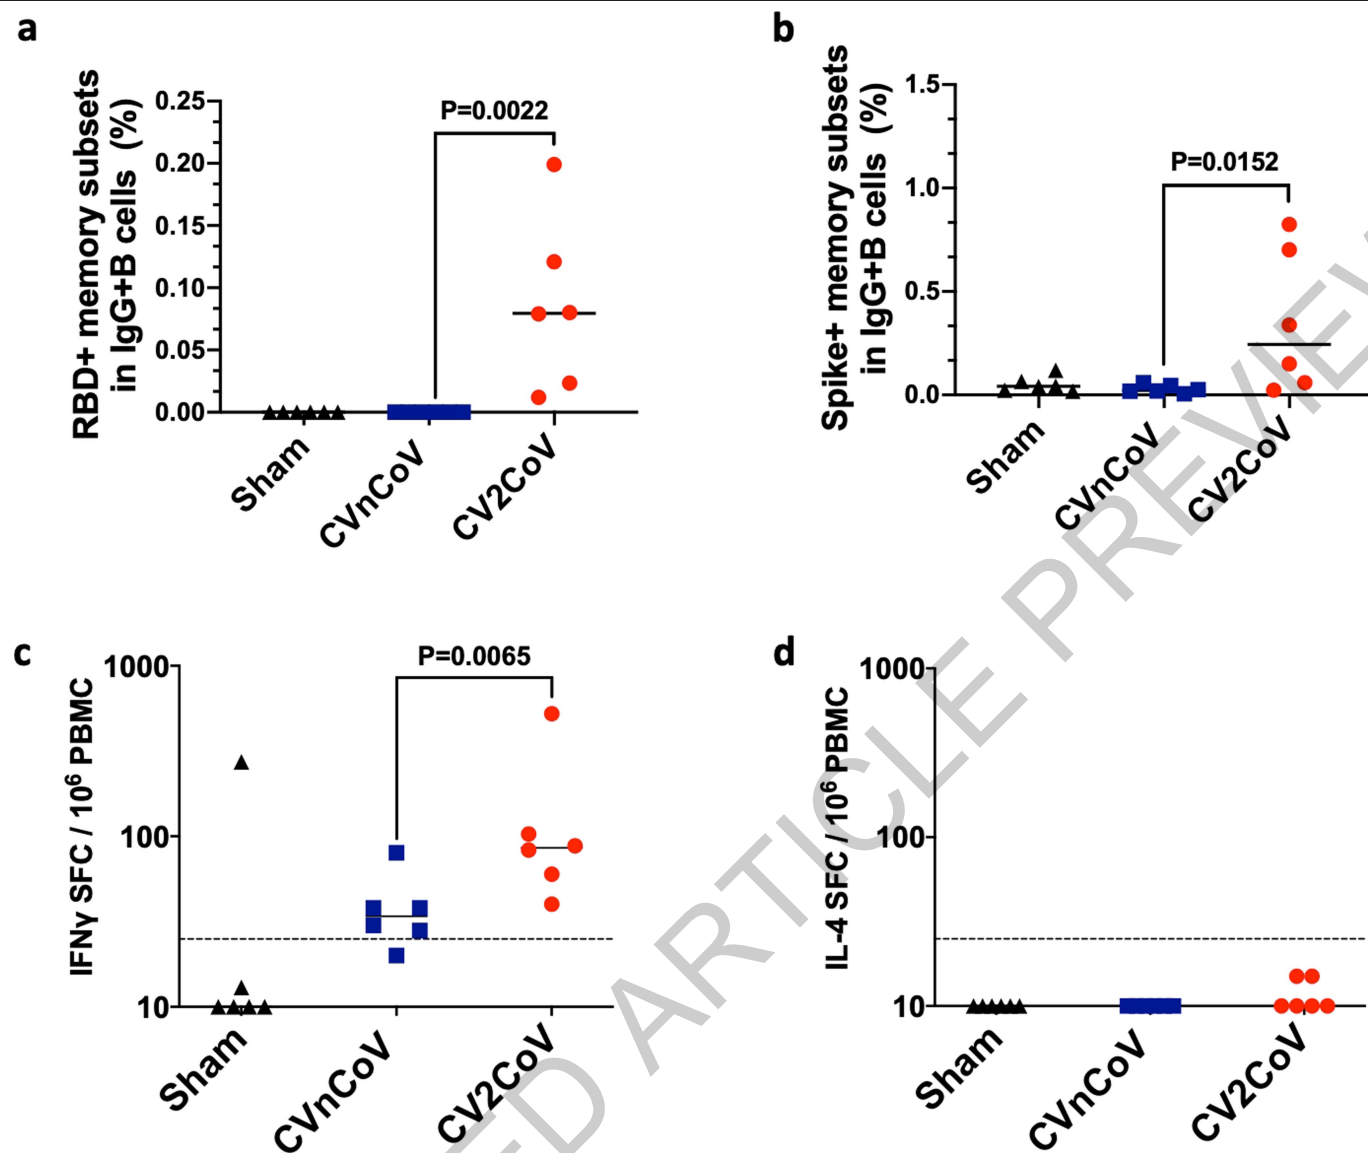 a
RBD+ memory subsets
in IgG+B cells (%)
0.25
0.20
0.15
0.10
0.05
0.00
P=0.0022
Sham
CVnCoV
CV2CoV
b
Spike+ memory subsets
in IgG+B cells (%)
1.5
1.0
0.5
0.0
P=0.0152
Sham
CVnCoV
CV2CoV
c
IFNγ SFC / 10⁶ PBMC
1000
100
10
P=0.0065
Sham
CVnCoV
CV2CoV
d
IL-4 SFC / 10⁶ PBMC
1000
100
10
Sham
CVnCoV
CV2CoV
ED ARTICLE PREVIEW